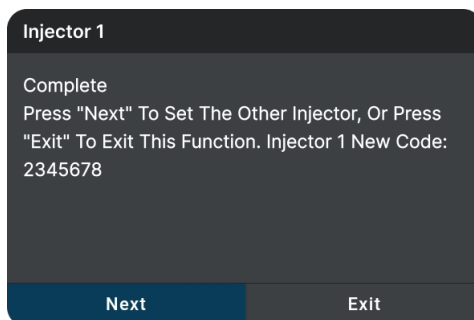 Injector 1
Complete
Press "Next" To Set The Other Injector, Or Press
"Exit" To Exit This Function. Injector 1 New Code:
2345678
Next
Exit